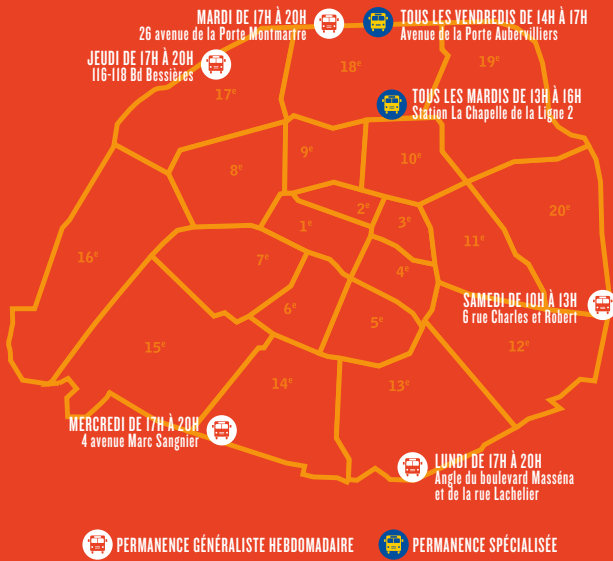 MARDI DE 17H À 20H
26 avenue de la Porte Montmartre
TOUS LES VENDREDIS DE 14H À 17H
Avenue de la Porte Aubervilliers
JEUDI DE 17H À 20H
116-118 Bd Bessières
18e
19e
17e
TOUS LES MARDIS DE 13H À 16H
Station La Chapelle de la Ligne 2
9e
10e
8e
2e
3e
20e
1e
11e
16e
7e
4e
SAMEDI DE 10H À 13H
6 rue Charles et Robert
6e
5e
15e
12e
14e
13e
MERCREDI DE 17H À 20H
4 avenue Marc Sangnier
LUNDI DE 17H À 20H
Angle du boulevard Masséna
et de la rue Lachelier
PERMANENCE GÉNÉRALISTE HEBDOMADAIRE
PERMANENCE SPÉCIALISÉE